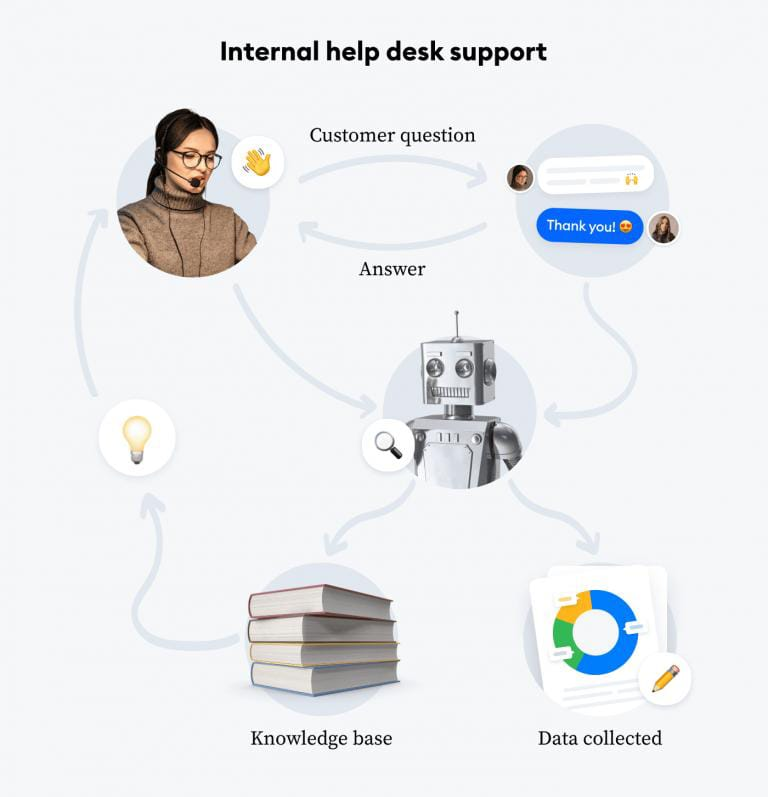 Internal help desk support
Customer question
Thank you! 😍
Answer
Knowledge base
Data collected